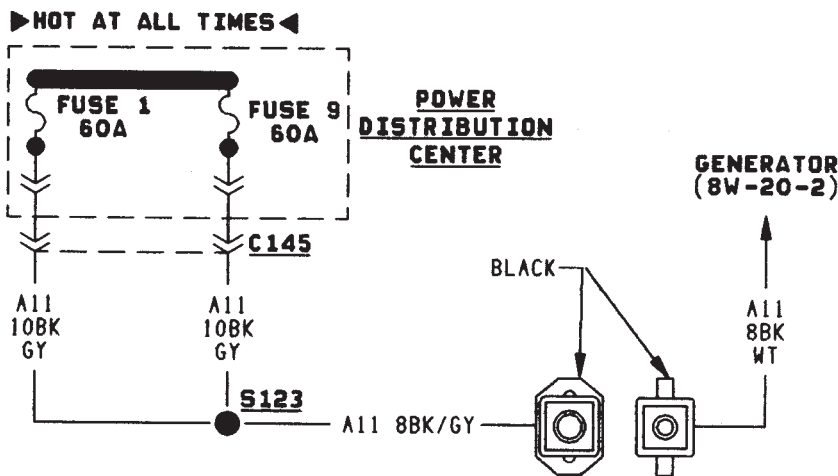 HOT AT ALL TIMES
FUSE 1
60A
FUSE 9
60A
POWER
DISTRIBUTION
CENTER
GENERATOR
(8W-20-2)
C145
BLACK
A11
10BK
GY
A11
10BK
GY
A11
8BK
WT
S123
A11 8BK/GY